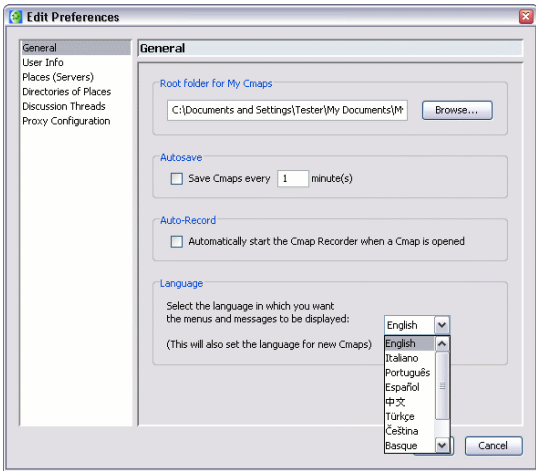 Edit Preferences
General
User Info
Places (Servers)
Directories of Places
Discussion Threads
Proxy Configuration
General
Root folder for My Cmaps
C:\Documents and Settings\Tester\My Documents\M
Browse...
Autosave
Save Cmaps every 1 minute(s)
Auto-Record
Automatically start the Cmap Recorder when a Cmap is opened
Language
Select the language in which you want
the menus and messages to be displayed:
English
(This will also set the language for new Cmaps)
English
Italiano
Português
Español
中文
Türkçe
Čeština
Basque
Cancel